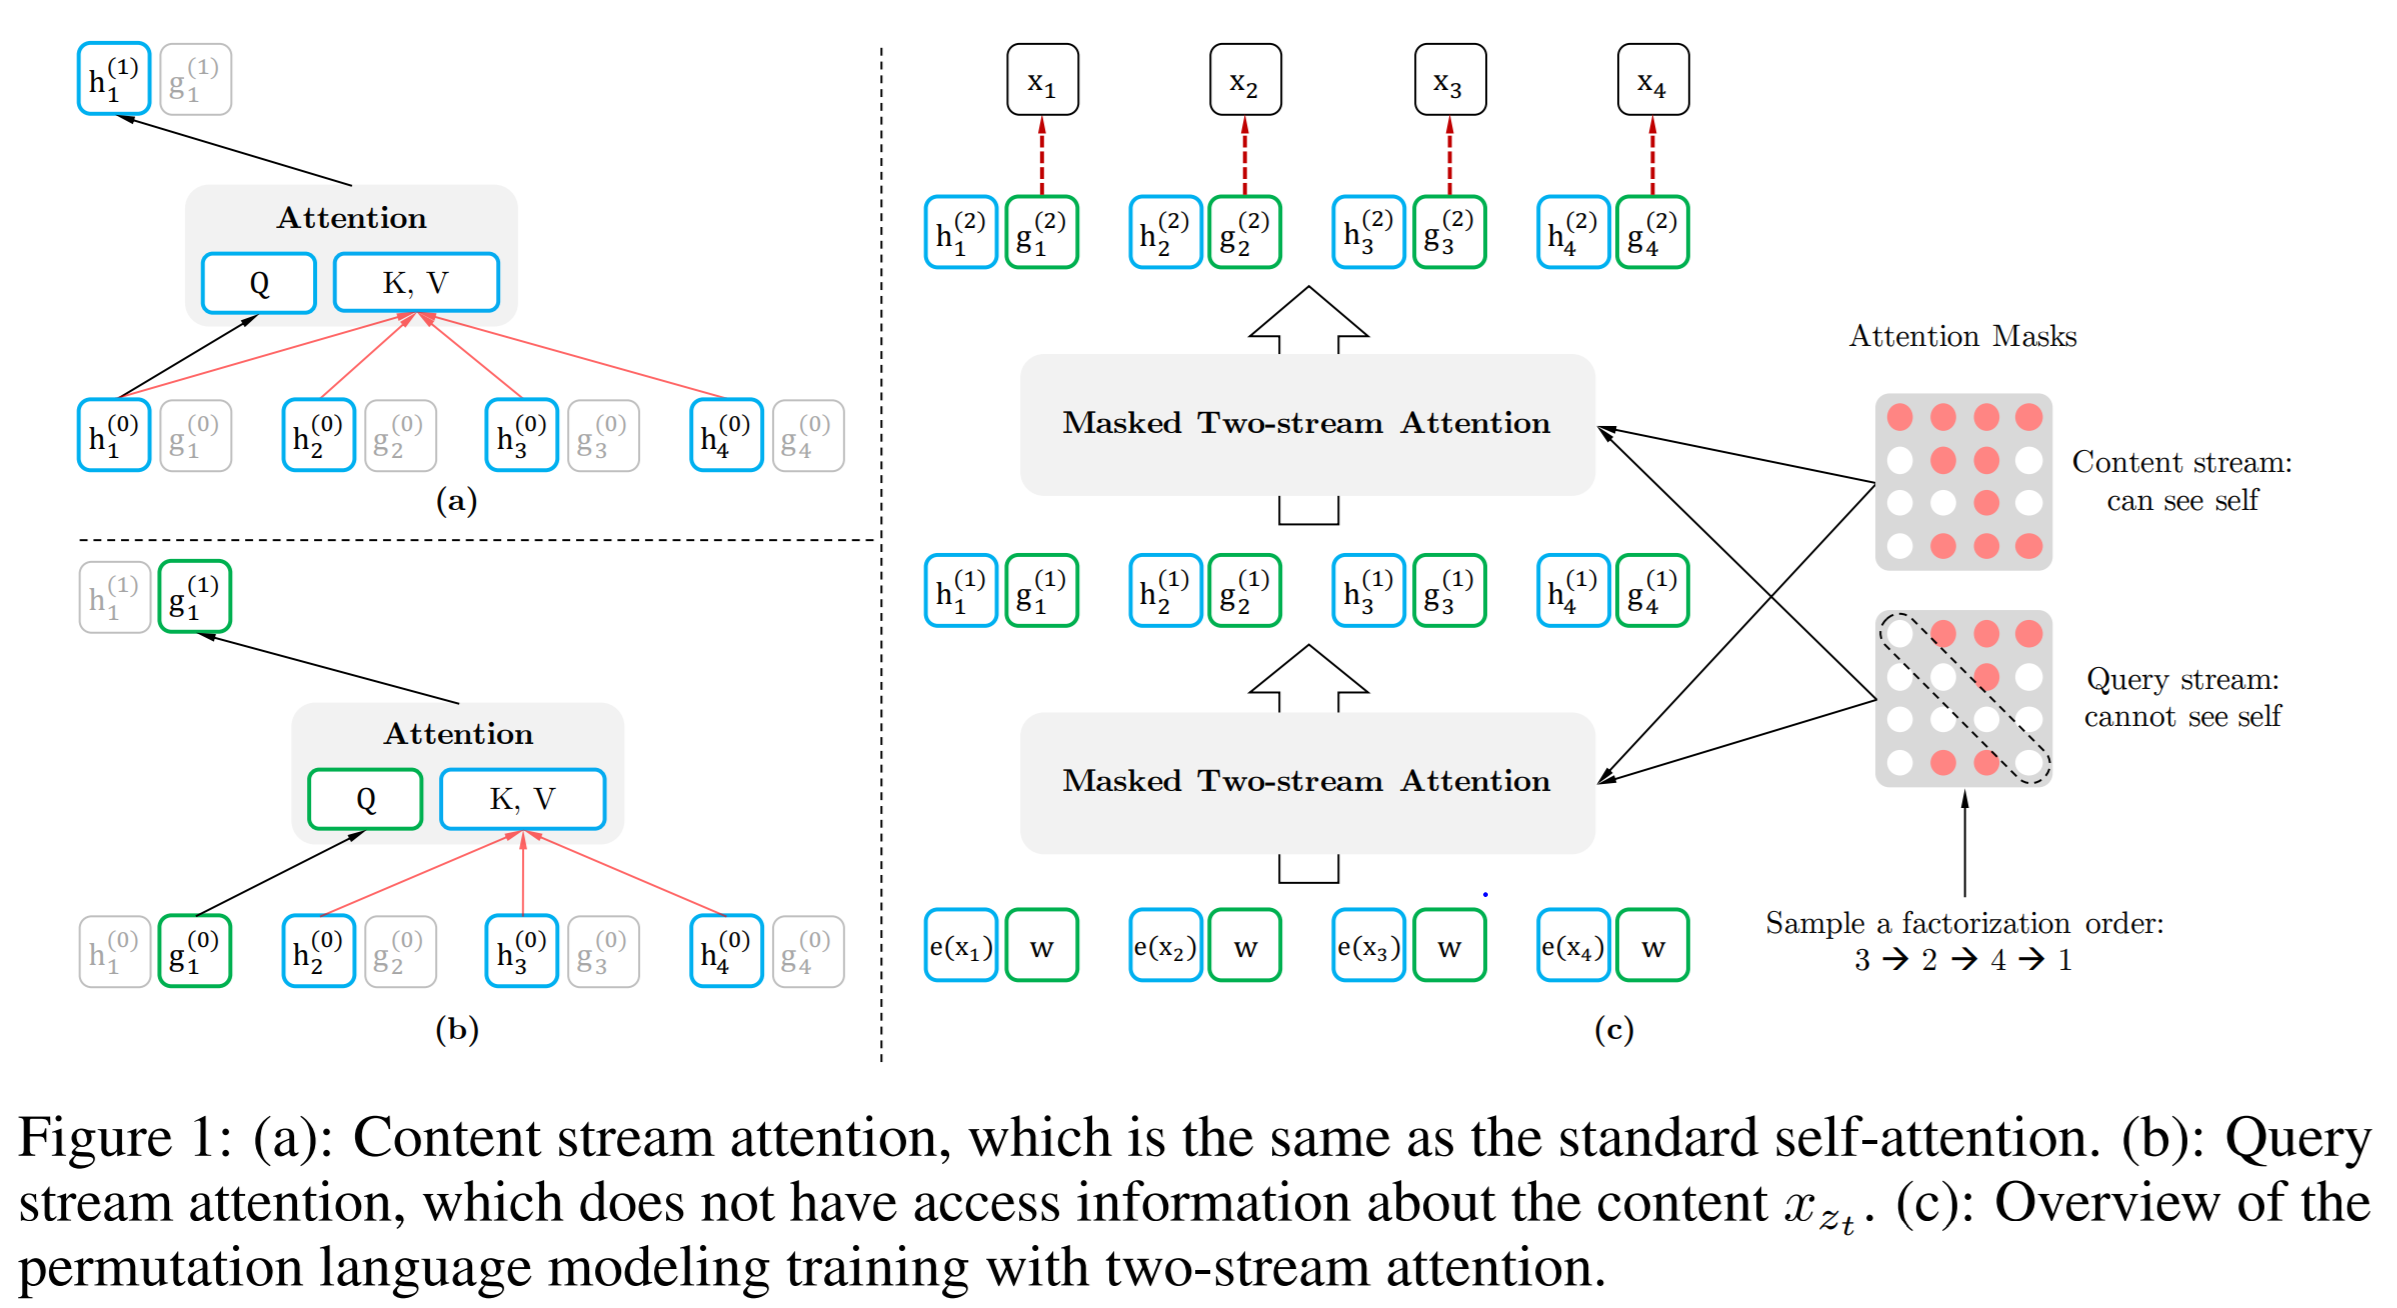 h₁⁽¹⁾ g₁⁽¹⁾
Attention
Q K, V
h₁⁽⁰⁾ g₁⁽⁰⁾ h₂⁽⁰⁾ g₂⁽⁰⁾ h₃⁽⁰⁾ g₃⁽⁰⁾ h₄⁽⁰⁾ g₄⁽⁰⁾
(a)
h₁⁽¹⁾ g₁⁽¹⁾
Attention
Q K, V
h₁⁽⁰⁾ g₁⁽⁰⁾ h₂⁽⁰⁾ g₂⁽⁰⁾ h₃⁽⁰⁾ g₃⁽⁰⁾ h₄⁽⁰⁾ g₄⁽⁰⁾
(b)
x₁ x₂ x₃ x₄
h₁⁽²⁾ g₁⁽²⁾ h₂⁽²⁾ g₂⁽²⁾ h₃⁽²⁾ g₃⁽²⁾ h₄⁽²⁾ g₄⁽²⁾
Masked Two-stream Attention
h₁⁽¹⁾ g₁⁽¹⁾ h₂⁽¹⁾ g₂⁽¹⁾ h₃⁽¹⁾ g₃⁽¹⁾ h₄⁽¹⁾ g₄⁽¹⁾
Masked Two-stream Attention
e(x₁) w e(x₂) w e(x₃) w e(x₄) w
Attention Masks
Content stream:
can see self
Query stream:
cannot see self
Sample a factorization order:
3 → 2 → 4 → 1
(c)
Figure 1: (a): Content stream attention, which is the same as the standard self-attention. (b): Query
stream attention, which does not have access information about the content x_{z_t}. (c): Overview of the
permutation language modeling training with two-stream attention.